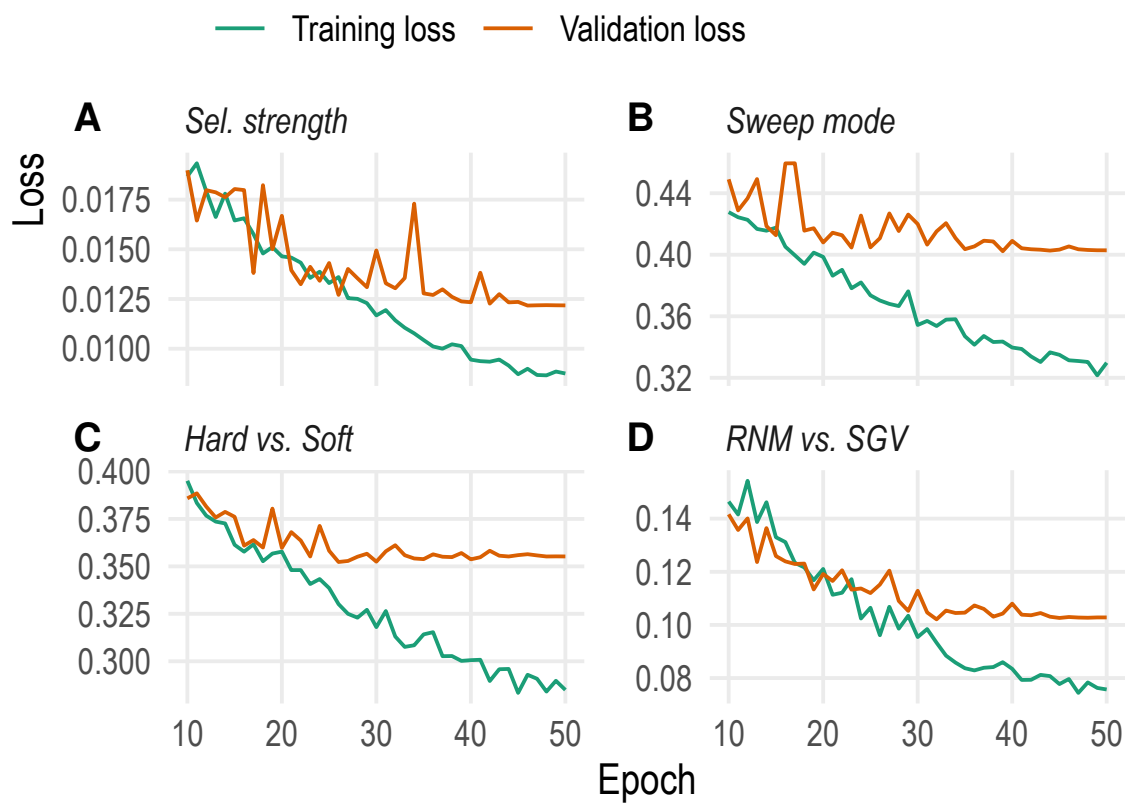 Training loss Validation loss
A Sel. strength
B Sweep mode
Loss
0.0175
0.0150
0.0125
0.0100
0.44
0.40
0.36
0.32
C Hard vs. Soft
D RNM vs. SGV
0.400
0.375
0.350
0.325
0.300
0.14
0.12
0.10
0.08
10 20 30 40 50
10 20 30 40 50
Epoch